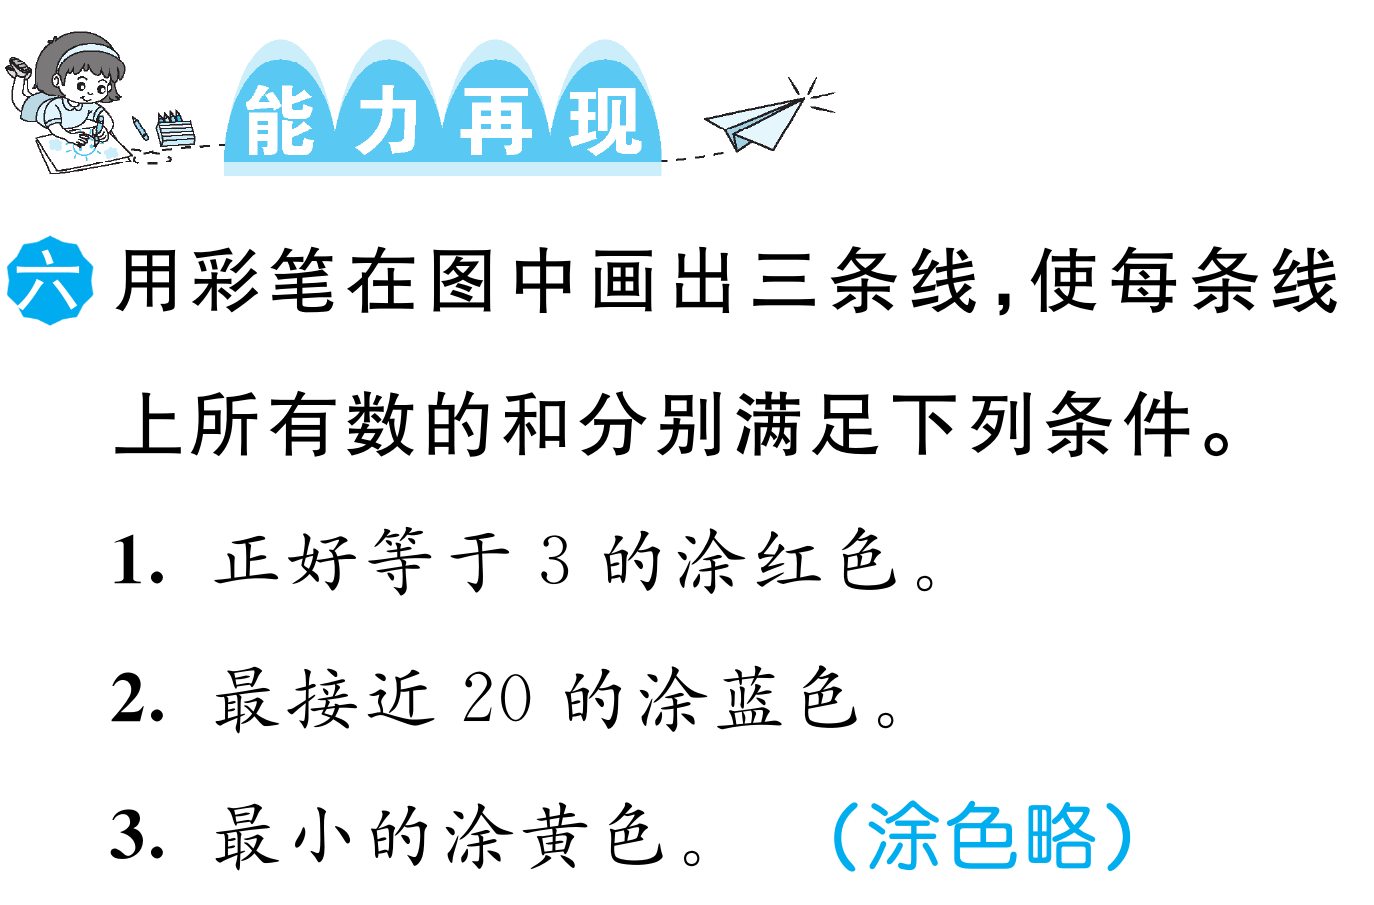 能力再现
六 用彩笔在图中画出三条线,使每条线
上所有数的和分别满足下列条件。
1. 正好等于 3 的涂红色。
2. 最接近 20 的涂蓝色。
3. 最小的涂黄色。 (涂色略)